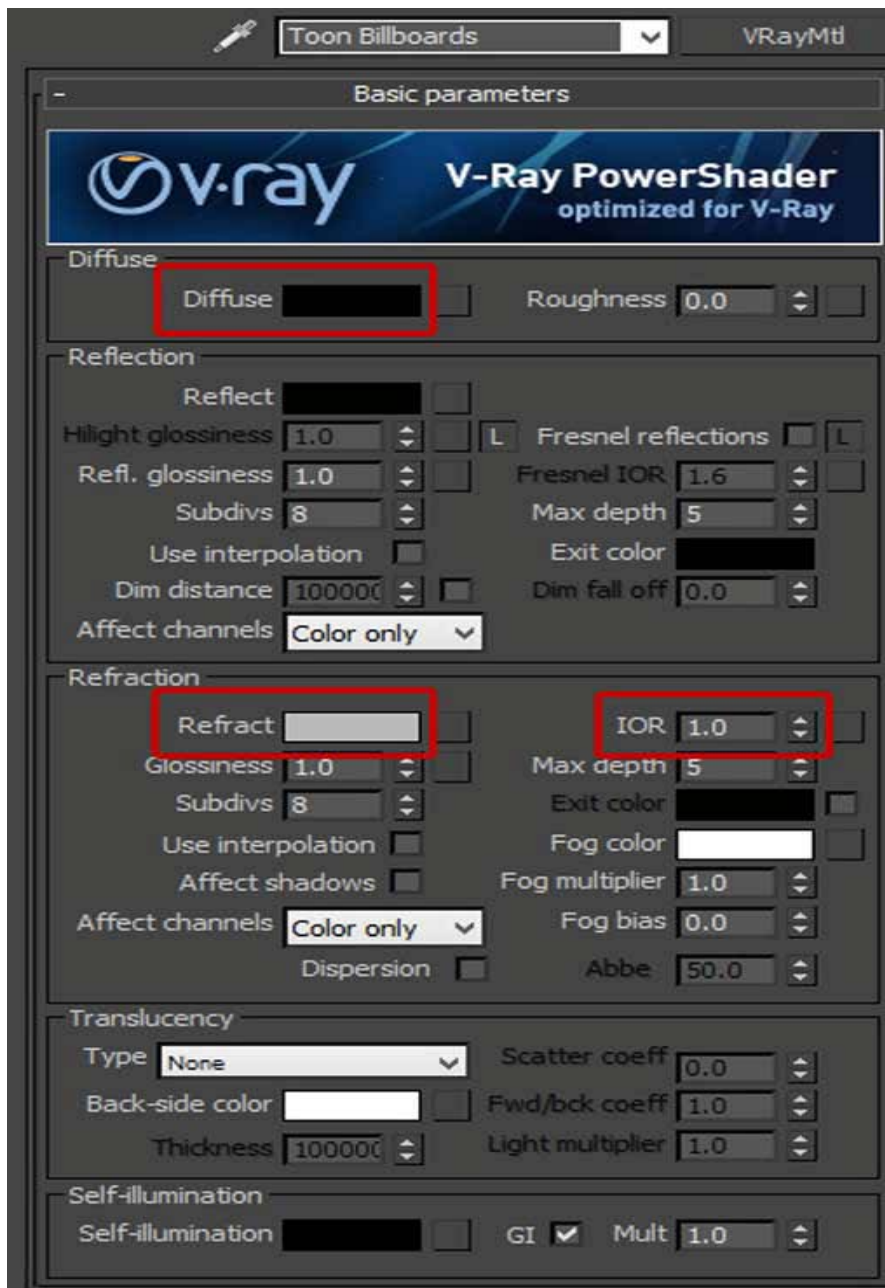 Toon Billboards VRayMtl
- Basic parameters
v·ray V-Ray PowerShader
optimized for V-Ray
Diffuse
Diffuse Roughness 0.0
Reflection
Reflect
Hilight glossiness 1.0 L Fresnel reflections L
Refl. glossiness 1.0 Fresnel IOR 1.6
Subdivs 8 Max depth 5
Use interpolation Exit color
Dim distance 100000 Dim fall off 0.0
Affect channels Color only
Refraction
Refract IOR 1.0
Glossiness 1.0 Max depth 5
Subdivs 8 Exit color
Use interpolation Fog color
Affect shadows Fog multiplier 1.0
Affect channels Color only Fog bias 0.0
Dispersion Abbe 50.0
Translucency
Type None Scatter coeff 0.0
Back-side color Fwd/bck coeff 1.0
Thickness 100000 Light multiplier 1.0
Self-illumination
Self-illumination GI Mult 1.0